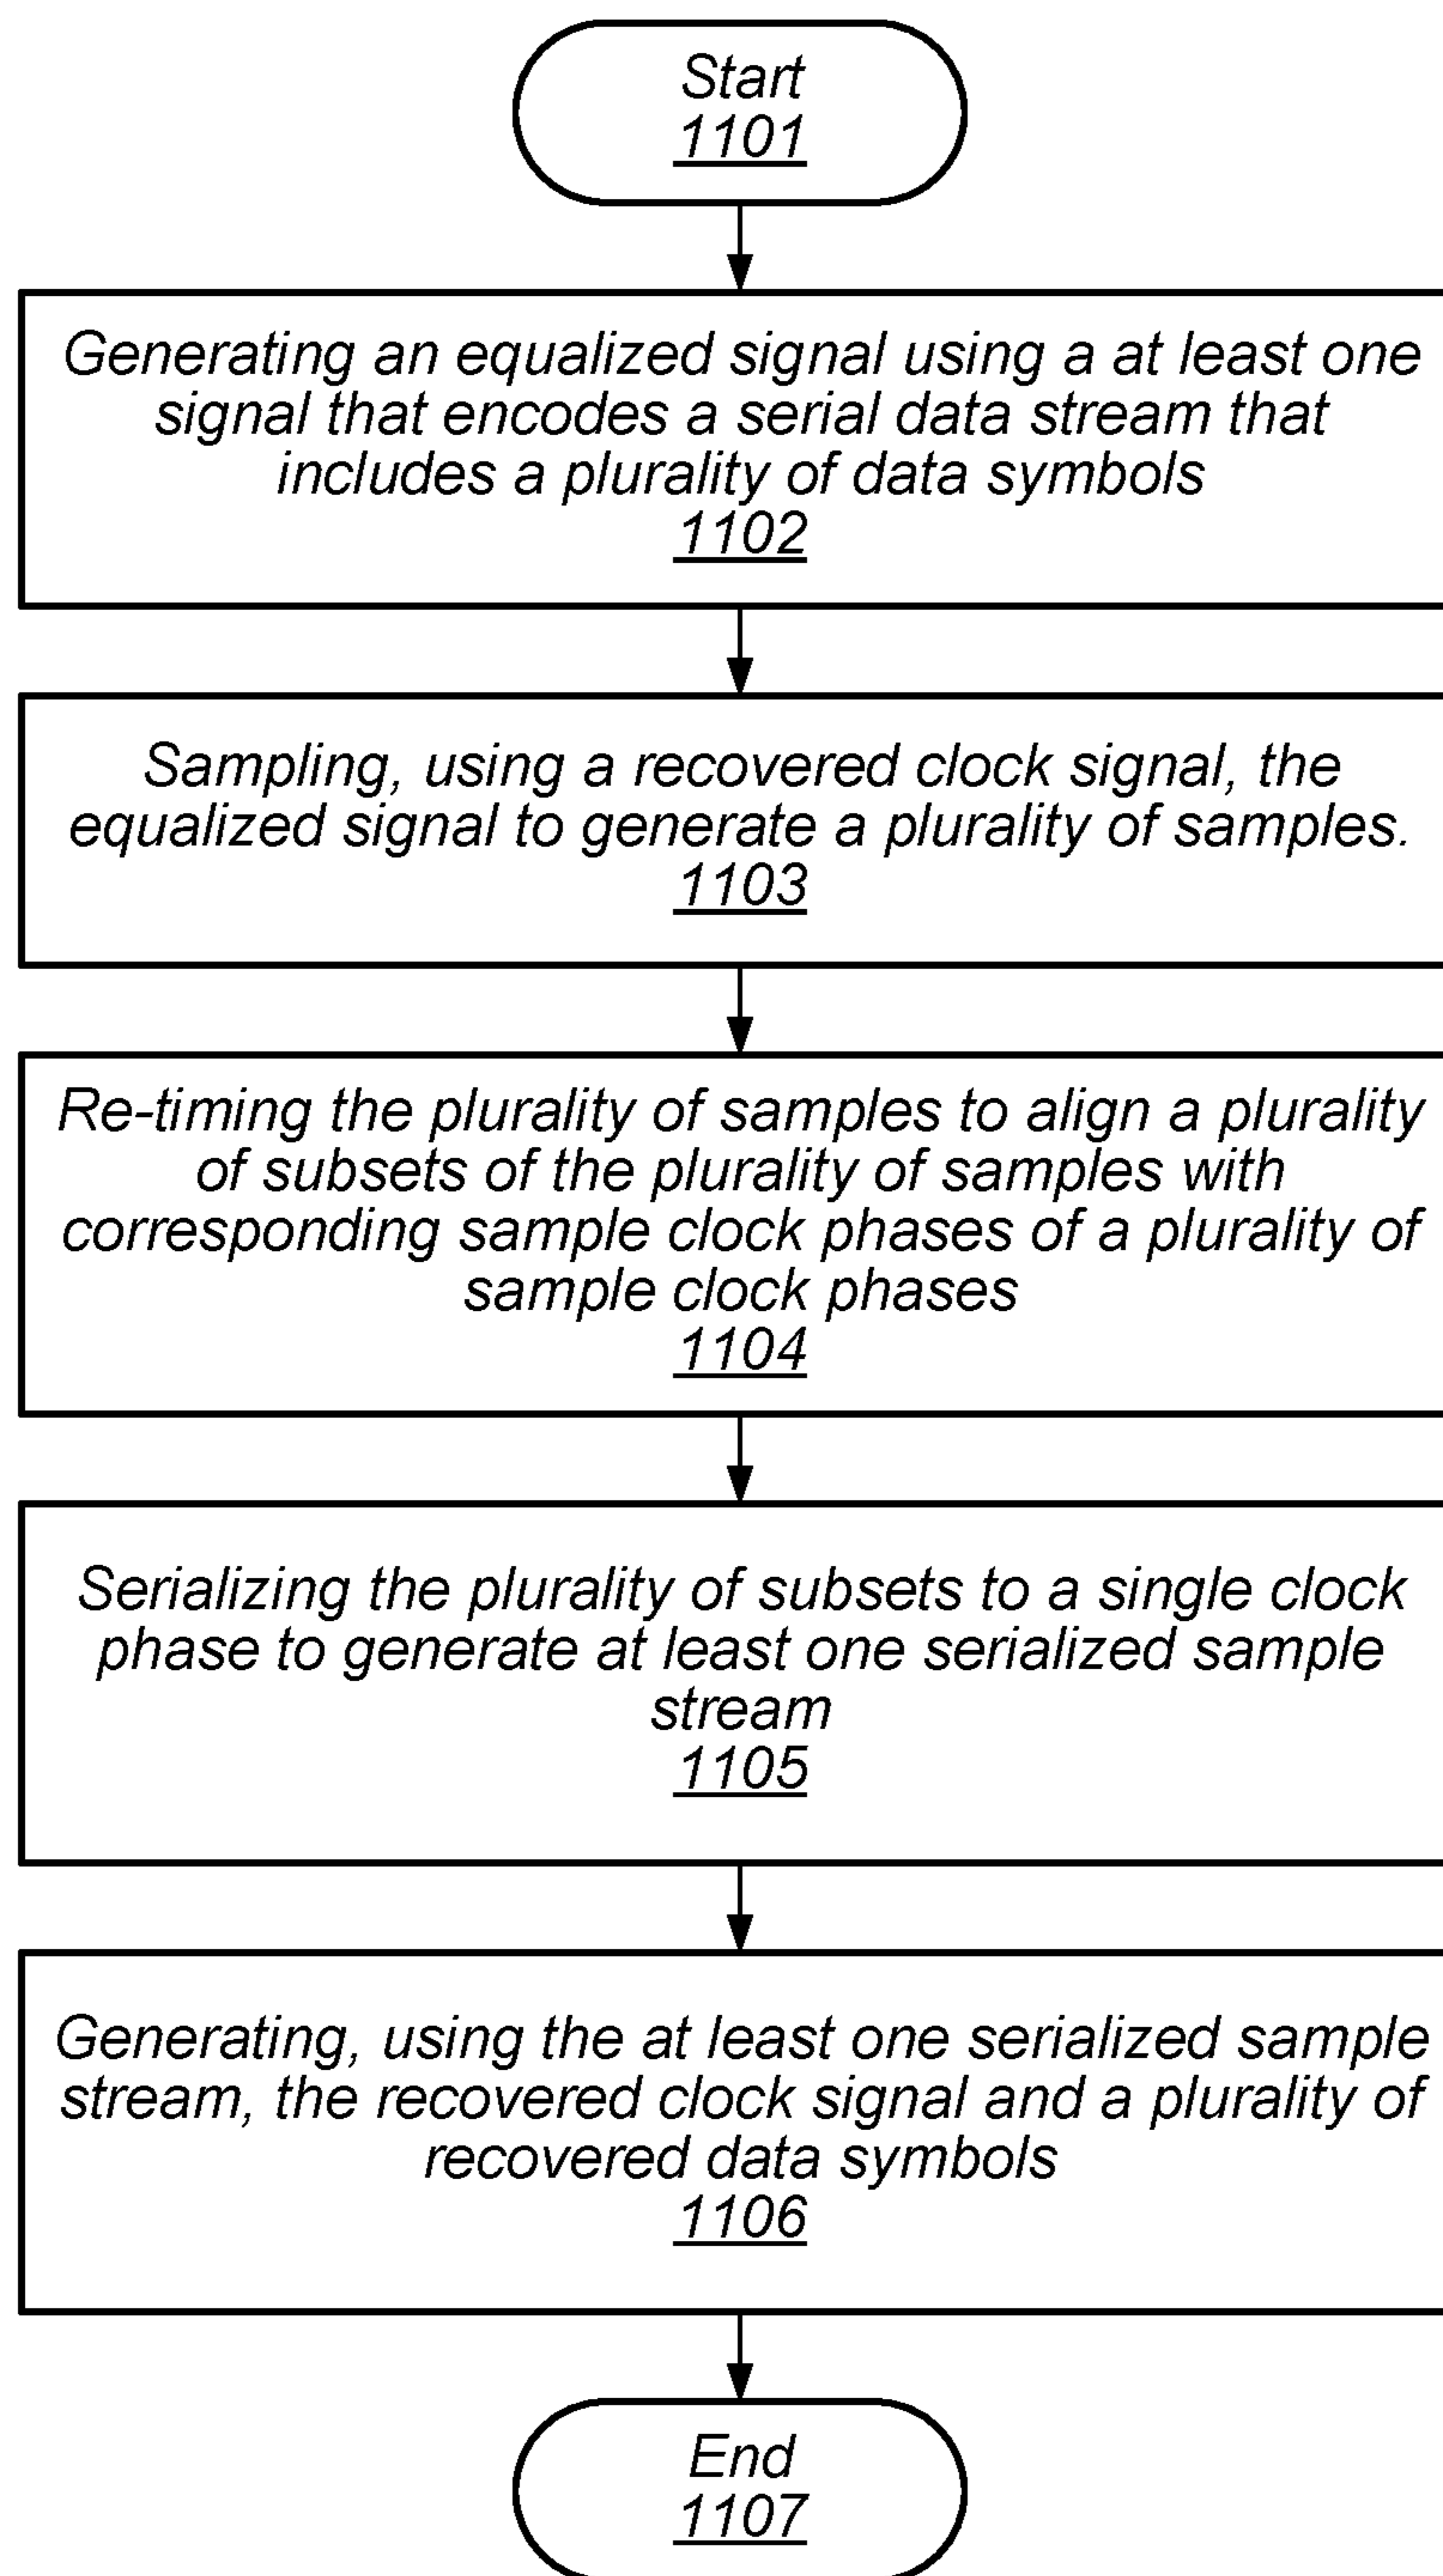 Start
1101
Generating an equalized signal using a at least one
signal that encodes a serial data stream that
includes a plurality of data symbols
1102
Sampling, using a recovered clock signal, the
equalized signal to generate a plurality of samples.
1103
Re-timing the plurality of samples to align a plurality
of subsets of the plurality of samples with
corresponding sample clock phases of a plurality of
sample clock phases
1104
Serializing the plurality of subsets to a single clock
phase to generate at least one serialized sample
stream
1105
Generating, using the at least one serialized sample
stream, the recovered clock signal and a plurality of
recovered data symbols
1106
End
1107